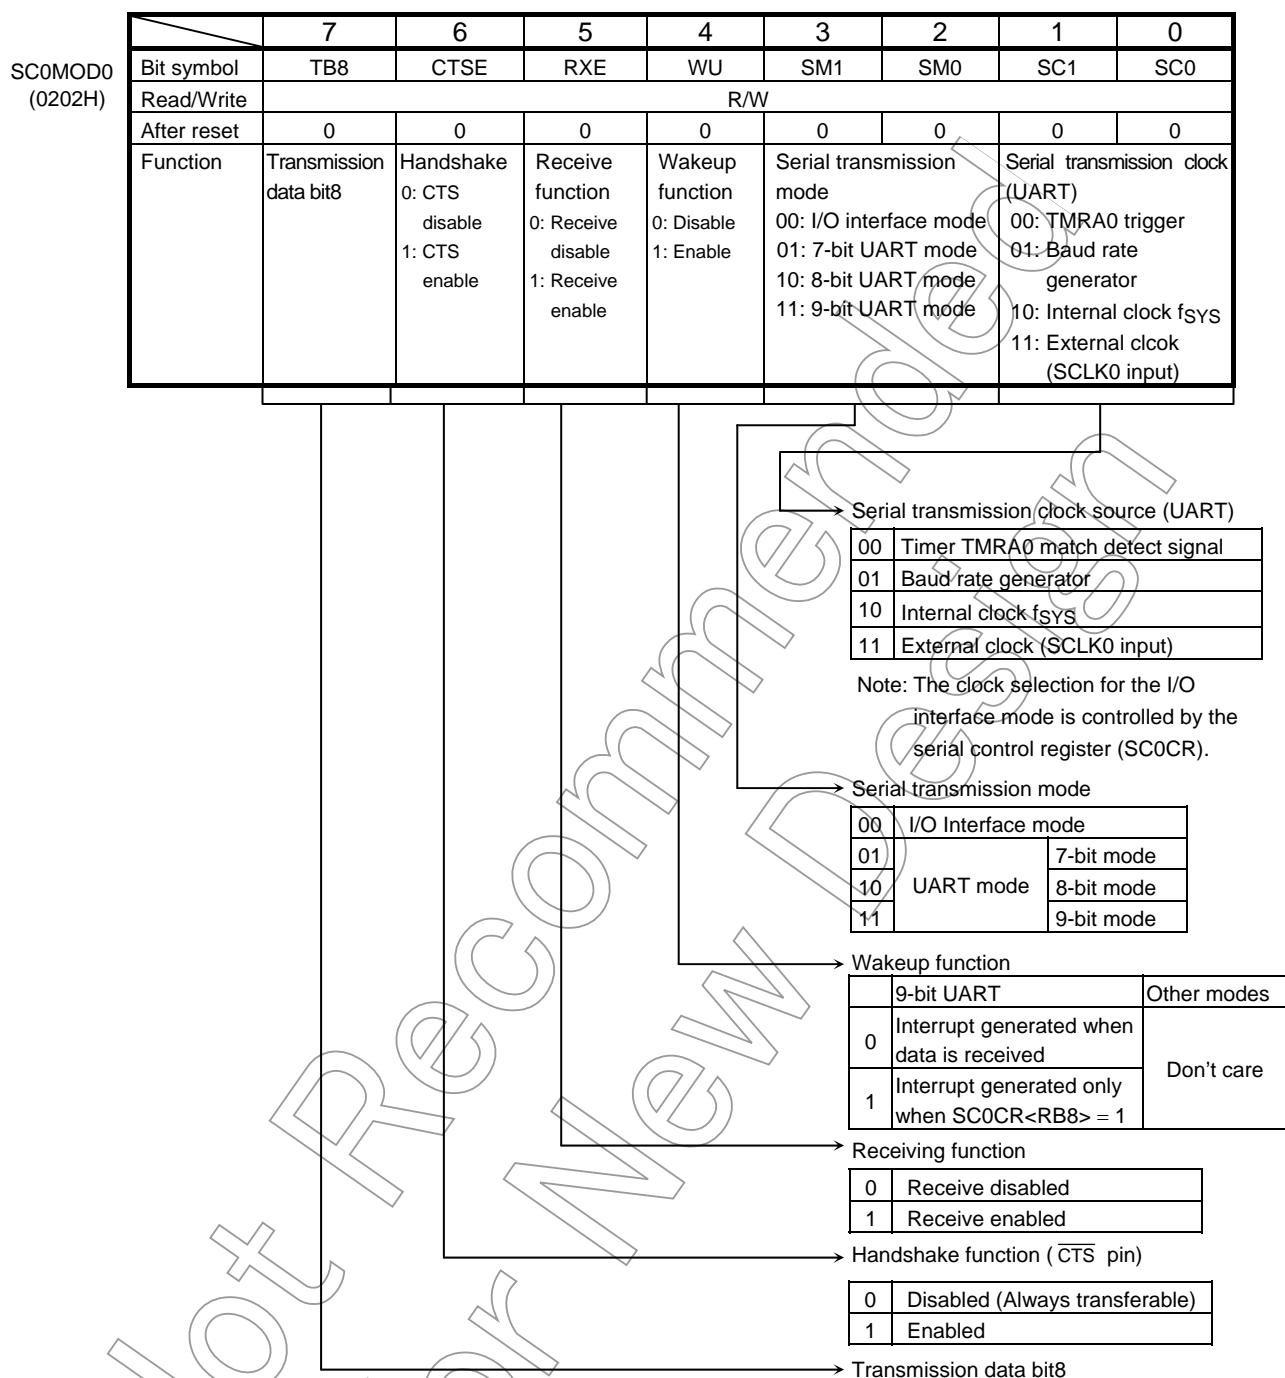 7 6 5 4 3 2 1 0
SC0MOD0 (0202H)
Bit symbol TB8 CTSE RXE WU SM1 SM0 SC1 SC0
Read/Write R/W
After reset 0 0 0 0 0 0 0 0
Function
Transmission
data bit8
Handshake
0: CTS
disable
1: CTS
enable
Receive
function
0: Receive
disable
1: Receive
enable
Wakeup
function
0: Disable
1: Enable
Serial transmission
mode
00: I/O interface mode
01: 7-bit UART mode
10: 8-bit UART mode
11: 9-bit UART mode
Serial transmission clock
(UART)
00: TMRA0 trigger
01: Baud rate
generator
10: Internal clock fSYS
11: External clcok
(SCLK0 input)
Serial transmission clock source (UART)
00 Timer TMRA0 match detect signal
01 Baud rate generator
10 Internal clock fSYS
11 External clock (SCLK0 input)
Note: The clock selection for the I/O
interface mode is controlled by the
serial control register (SC0CR).
Serial transmission mode
00 I/O Interface mode
01 7-bit mode
10 UART mode 8-bit mode
11 9-bit mode
Wakeup function
9-bit UART Other modes
0 Interrupt generated when
data is received
Don't care
1 Interrupt generated only
when SC0CR<RB8> = 1
Receiving function
0 Receive disabled
1 Receive enabled
Handshake function ( CTS pin)
0 Disabled (Always transferable)
1 Enabled
Transmission data bit8
Not Recommended
for New Design